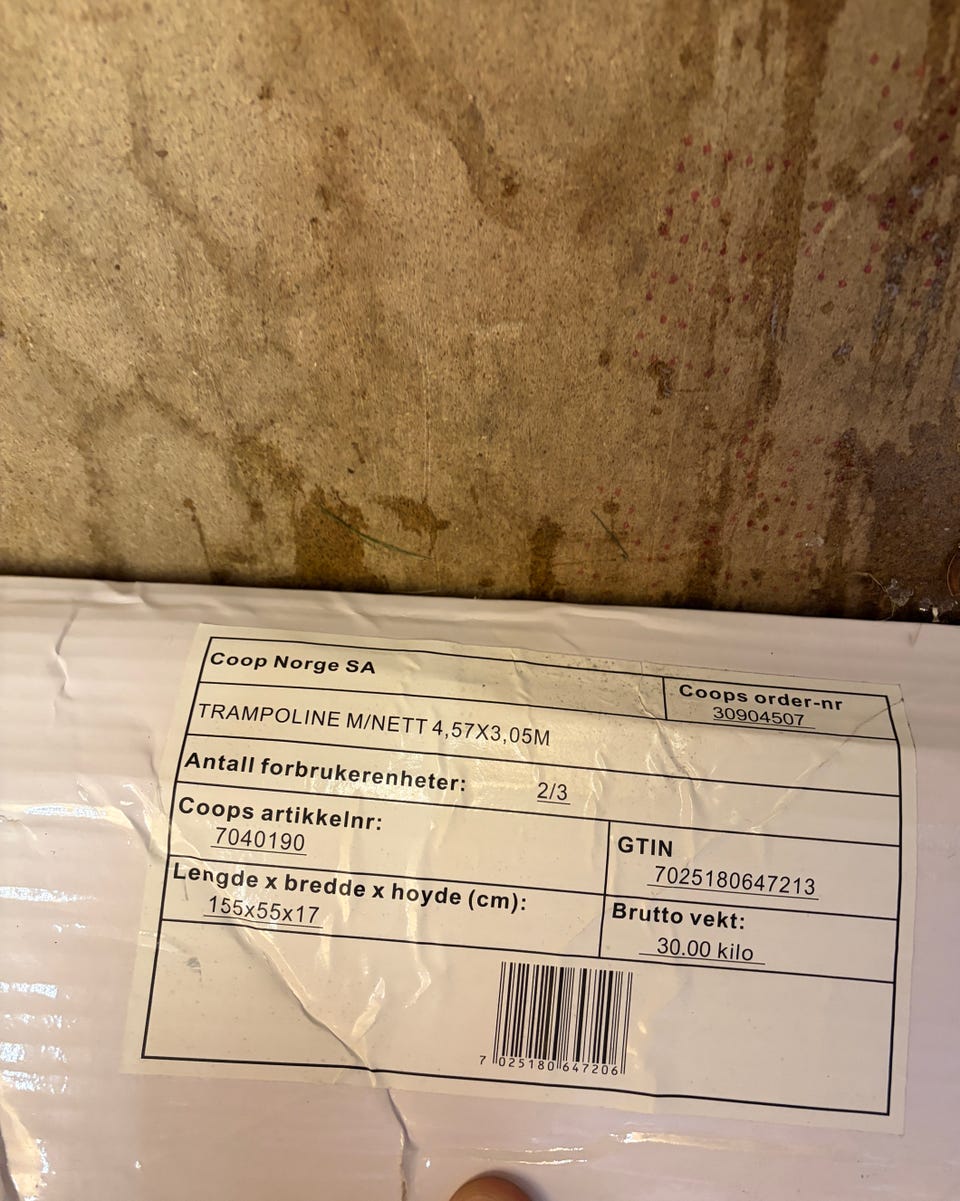 Coop Norge SA
Coops order-nr
30904507
TRAMPOLINE M/NETT 4,57X3,05M
Antall forbrukerenheter: 2/3
Coops artikkelnr:
7040190
GTIN
7025180647213
Lengde x bredde x hoyde (cm):
155x55x17
Brutto vekt:
30.00 kilo
7 025180 647206